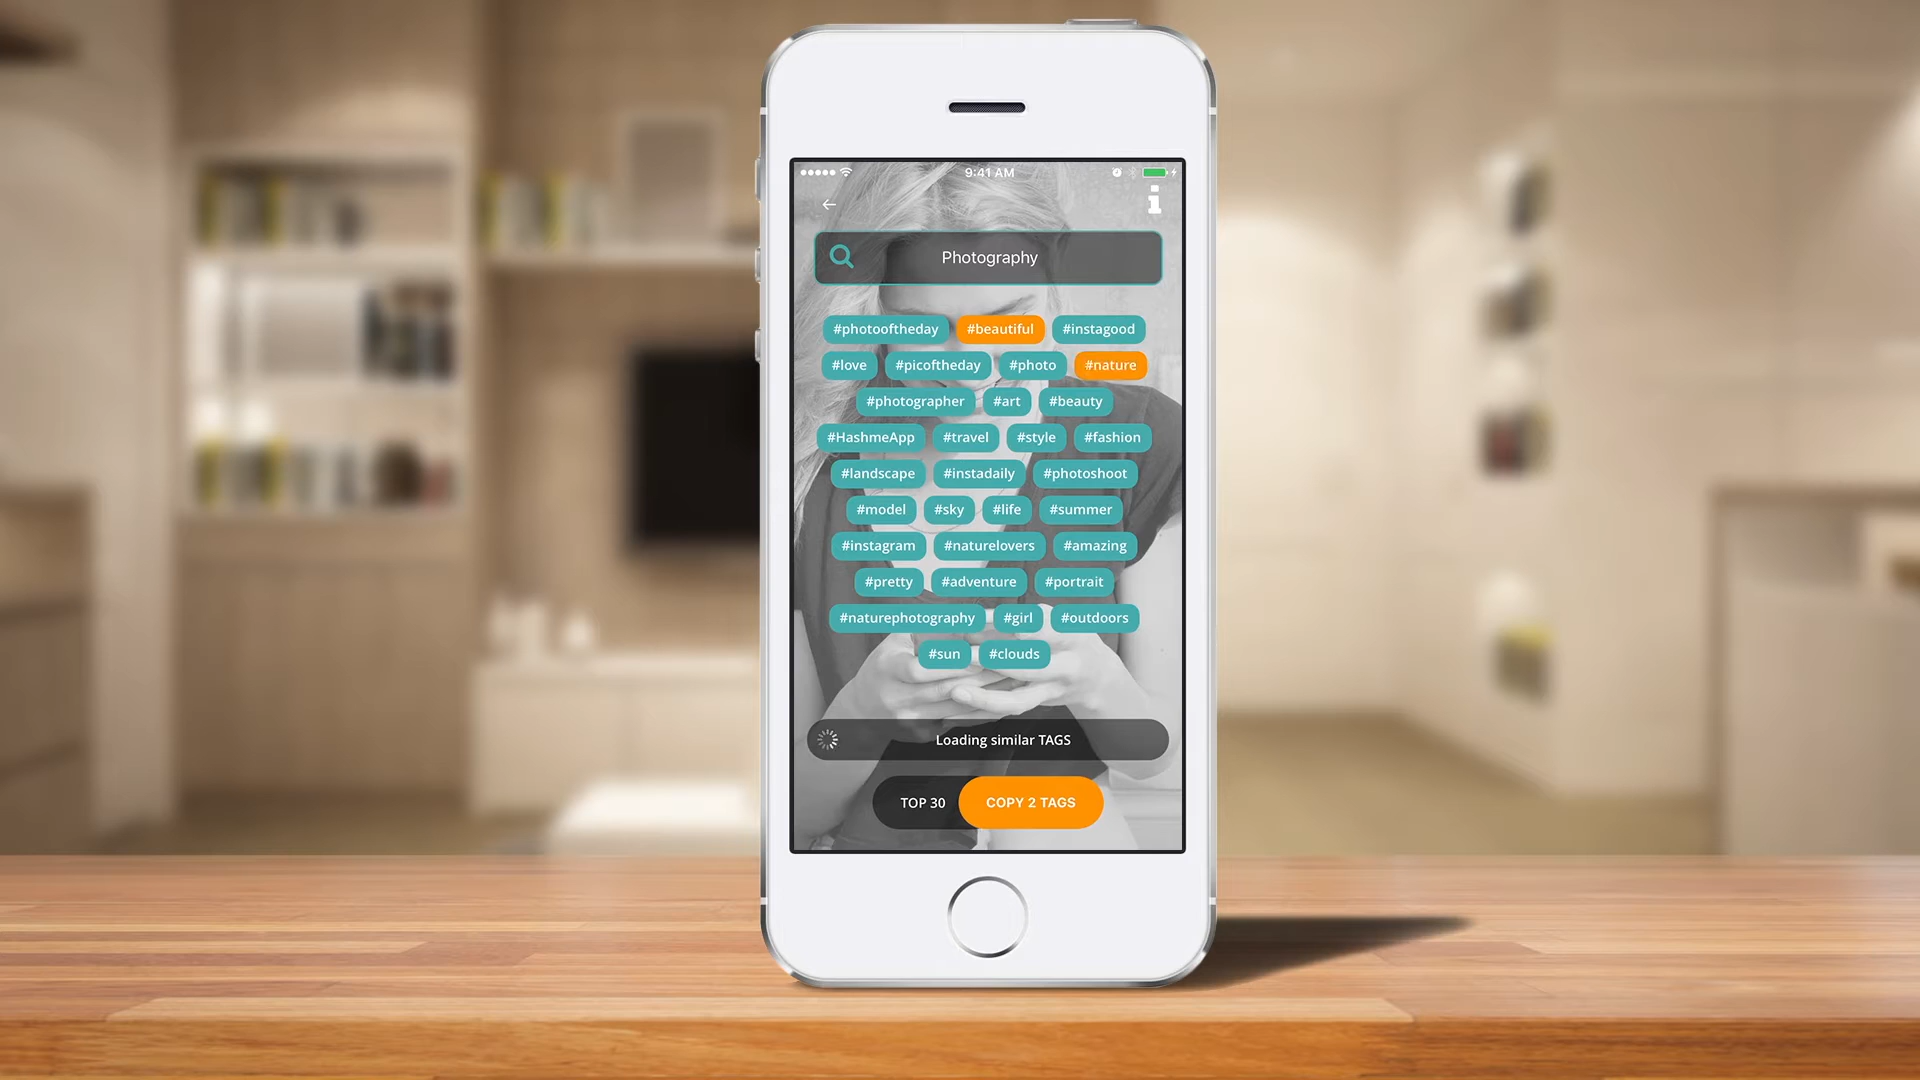 9:41 AM
Photography
#photooftheday #beautiful #instagood
#love #picoftheday #photo #nature
#photographer #art #beauty
#HashmeApp #travel #style #fashion
#landscape #instadaily #photoshoot
#model #sky #life #summer
#instagram #naturelovers #amazing
#pretty #adventure #portrait
#naturephotography #girl #outdoors
#sun #clouds
Loading similar TAGS
TOP 30 COPY 2 TAGS